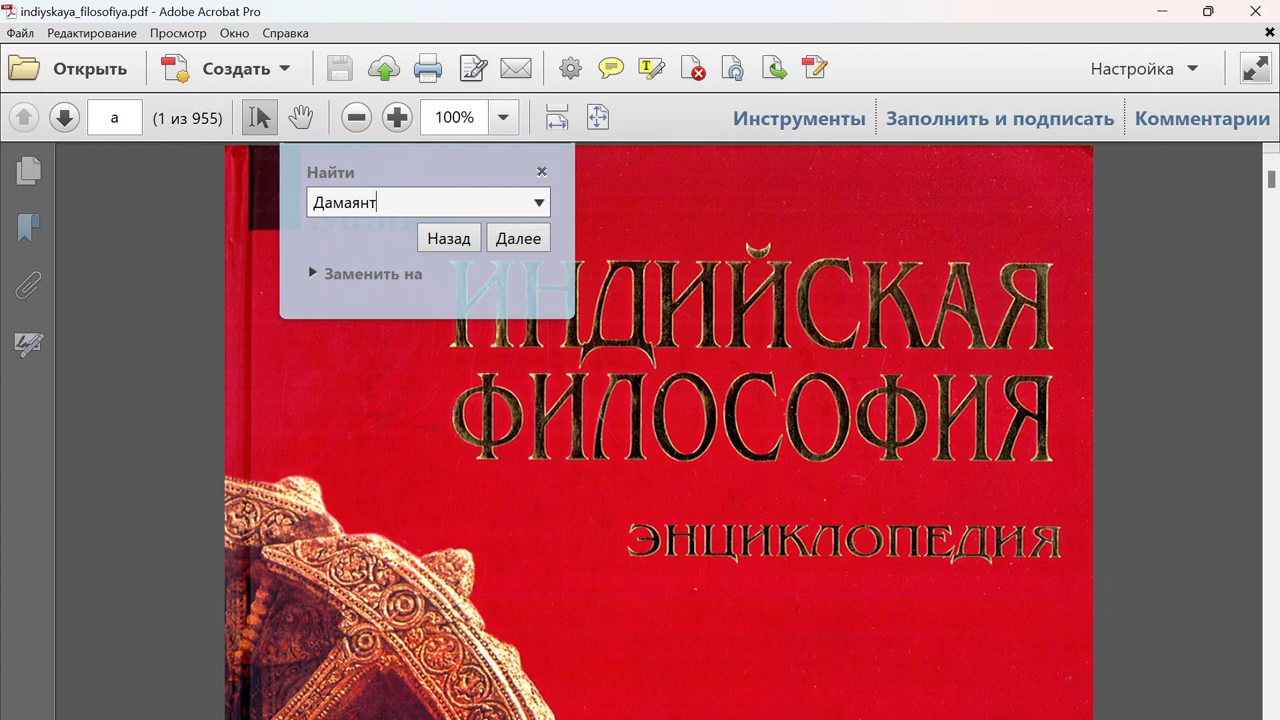 indiyskaya_filosofiya.pdf - Adobe Acrobat Pro
Файл Редактирование Просмотр Окно Справка
Открыть Создать Настройка
а (1 из 955) 100% Инструменты Заполнить и подписать Комментарии
Найти
Дамаянт
Назад Далее
Заменить на
ИНДИЙСКАЯ
ФИЛОСОФИЯ
ЭНЦИКЛОПЕДИЯ